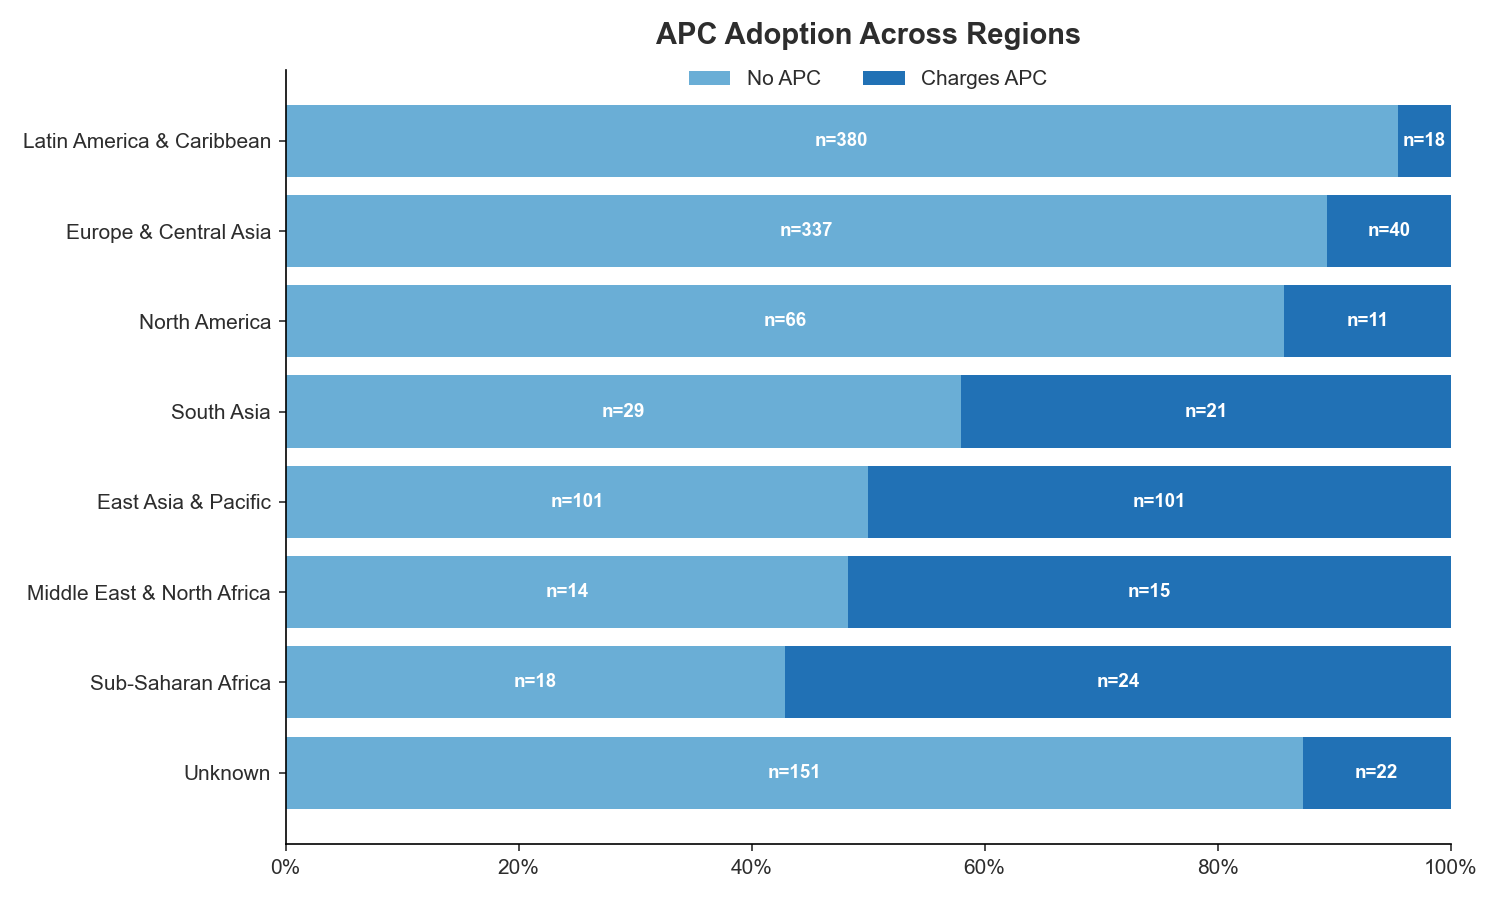 APC Adoption Across Regions
No APC
Charges APC
Latin America & Caribbean n=380 n=18
Europe & Central Asia n=337 n=40
North America n=66 n=11
South Asia n=29 n=21
East Asia & Pacific n=101 n=101
Middle East & North Africa n=14 n=15
Sub-Saharan Africa n=18 n=24
Unknown n=151 n=22
0% 20% 40% 60% 80% 100%